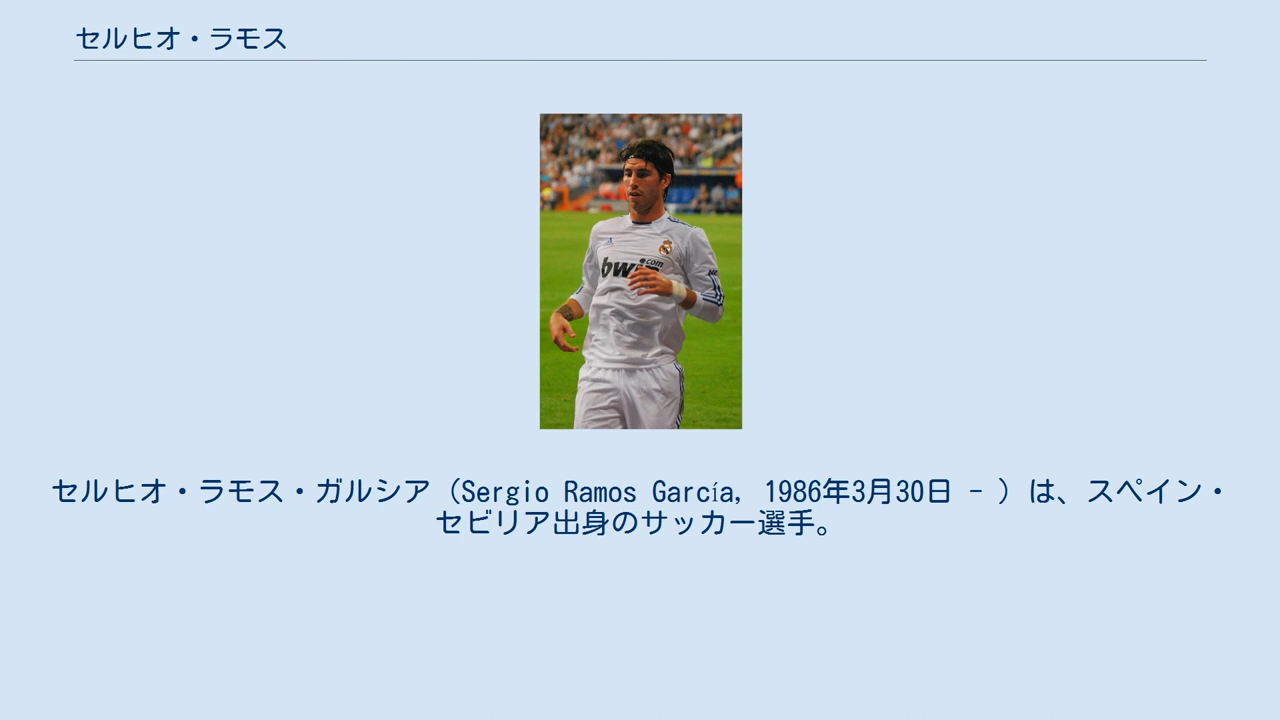 セルヒオ・ラモス
bwin
.com
セルヒオ・ラモス・ガルシア（Sergio Ramos García, 1986年3月30日 - ）は、スペイン・
セビリア出身のサッカー選手。